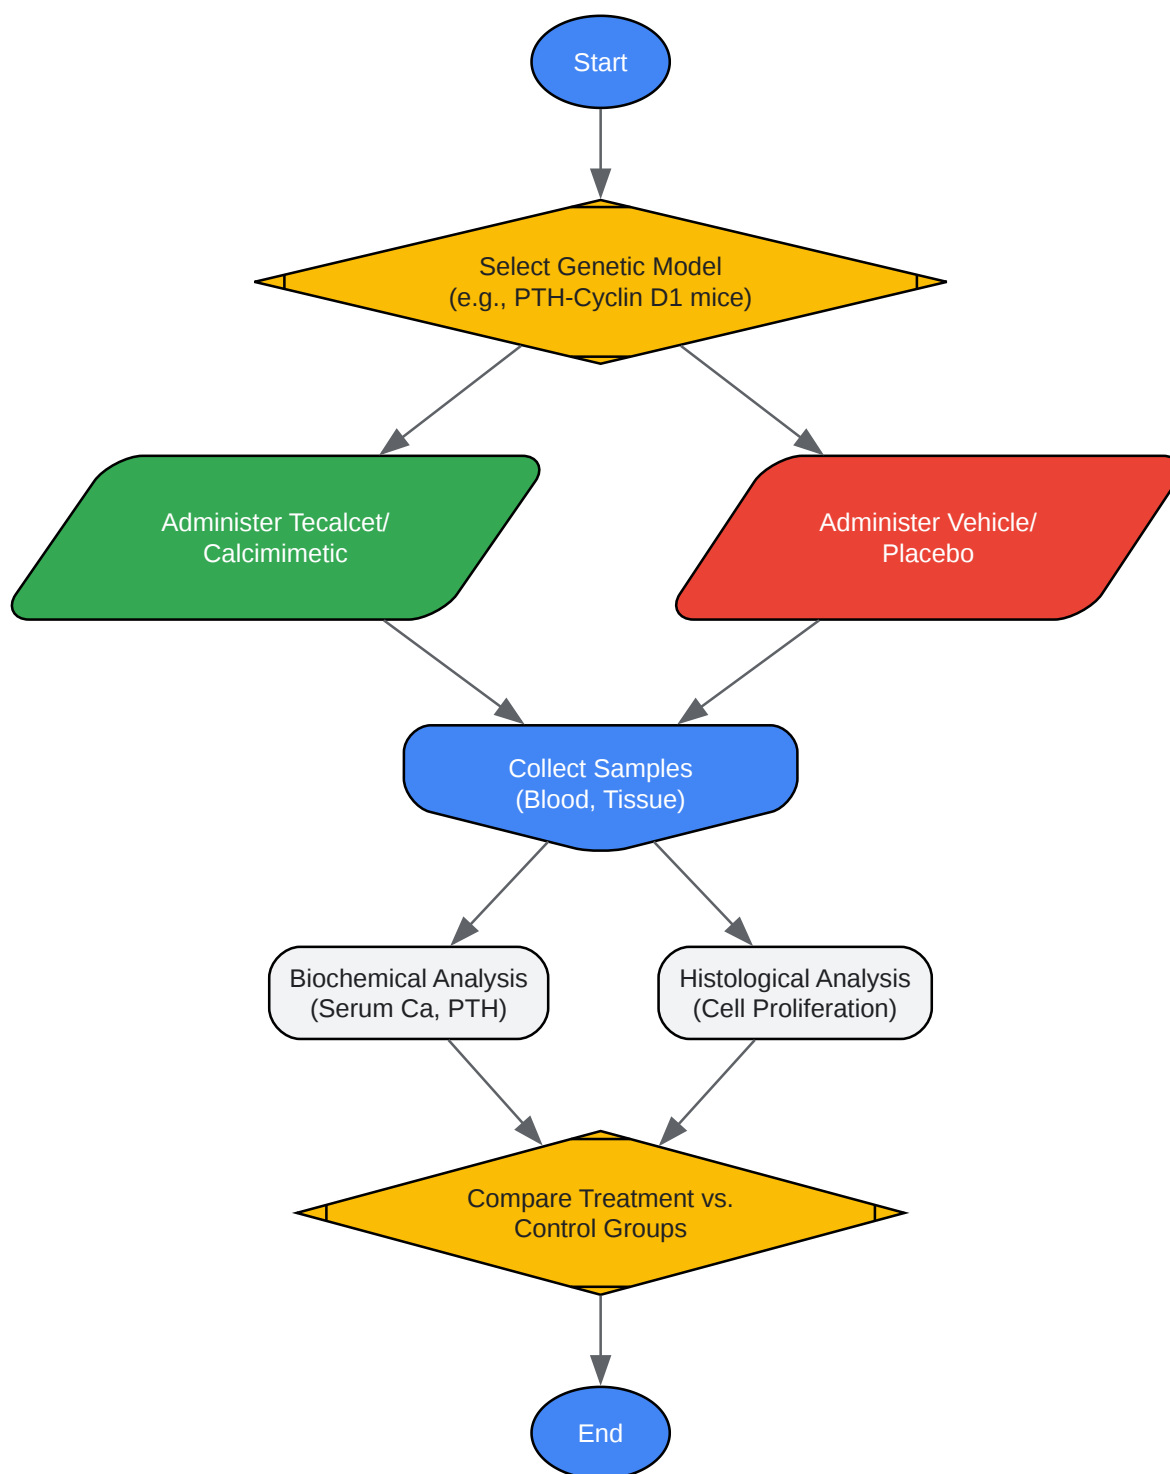 Start
Select Genetic Model
(e.g., PTH-Cyclin D1 mice)
Administer Tecalcet/
Calcimimetic
Administer Vehicle/
Placebo
Collect Samples
(Blood, Tissue)
Biochemical Analysis
(Serum Ca, PTH)
Histological Analysis
(Cell Proliferation)
Compare Treatment vs.
Control Groups
End